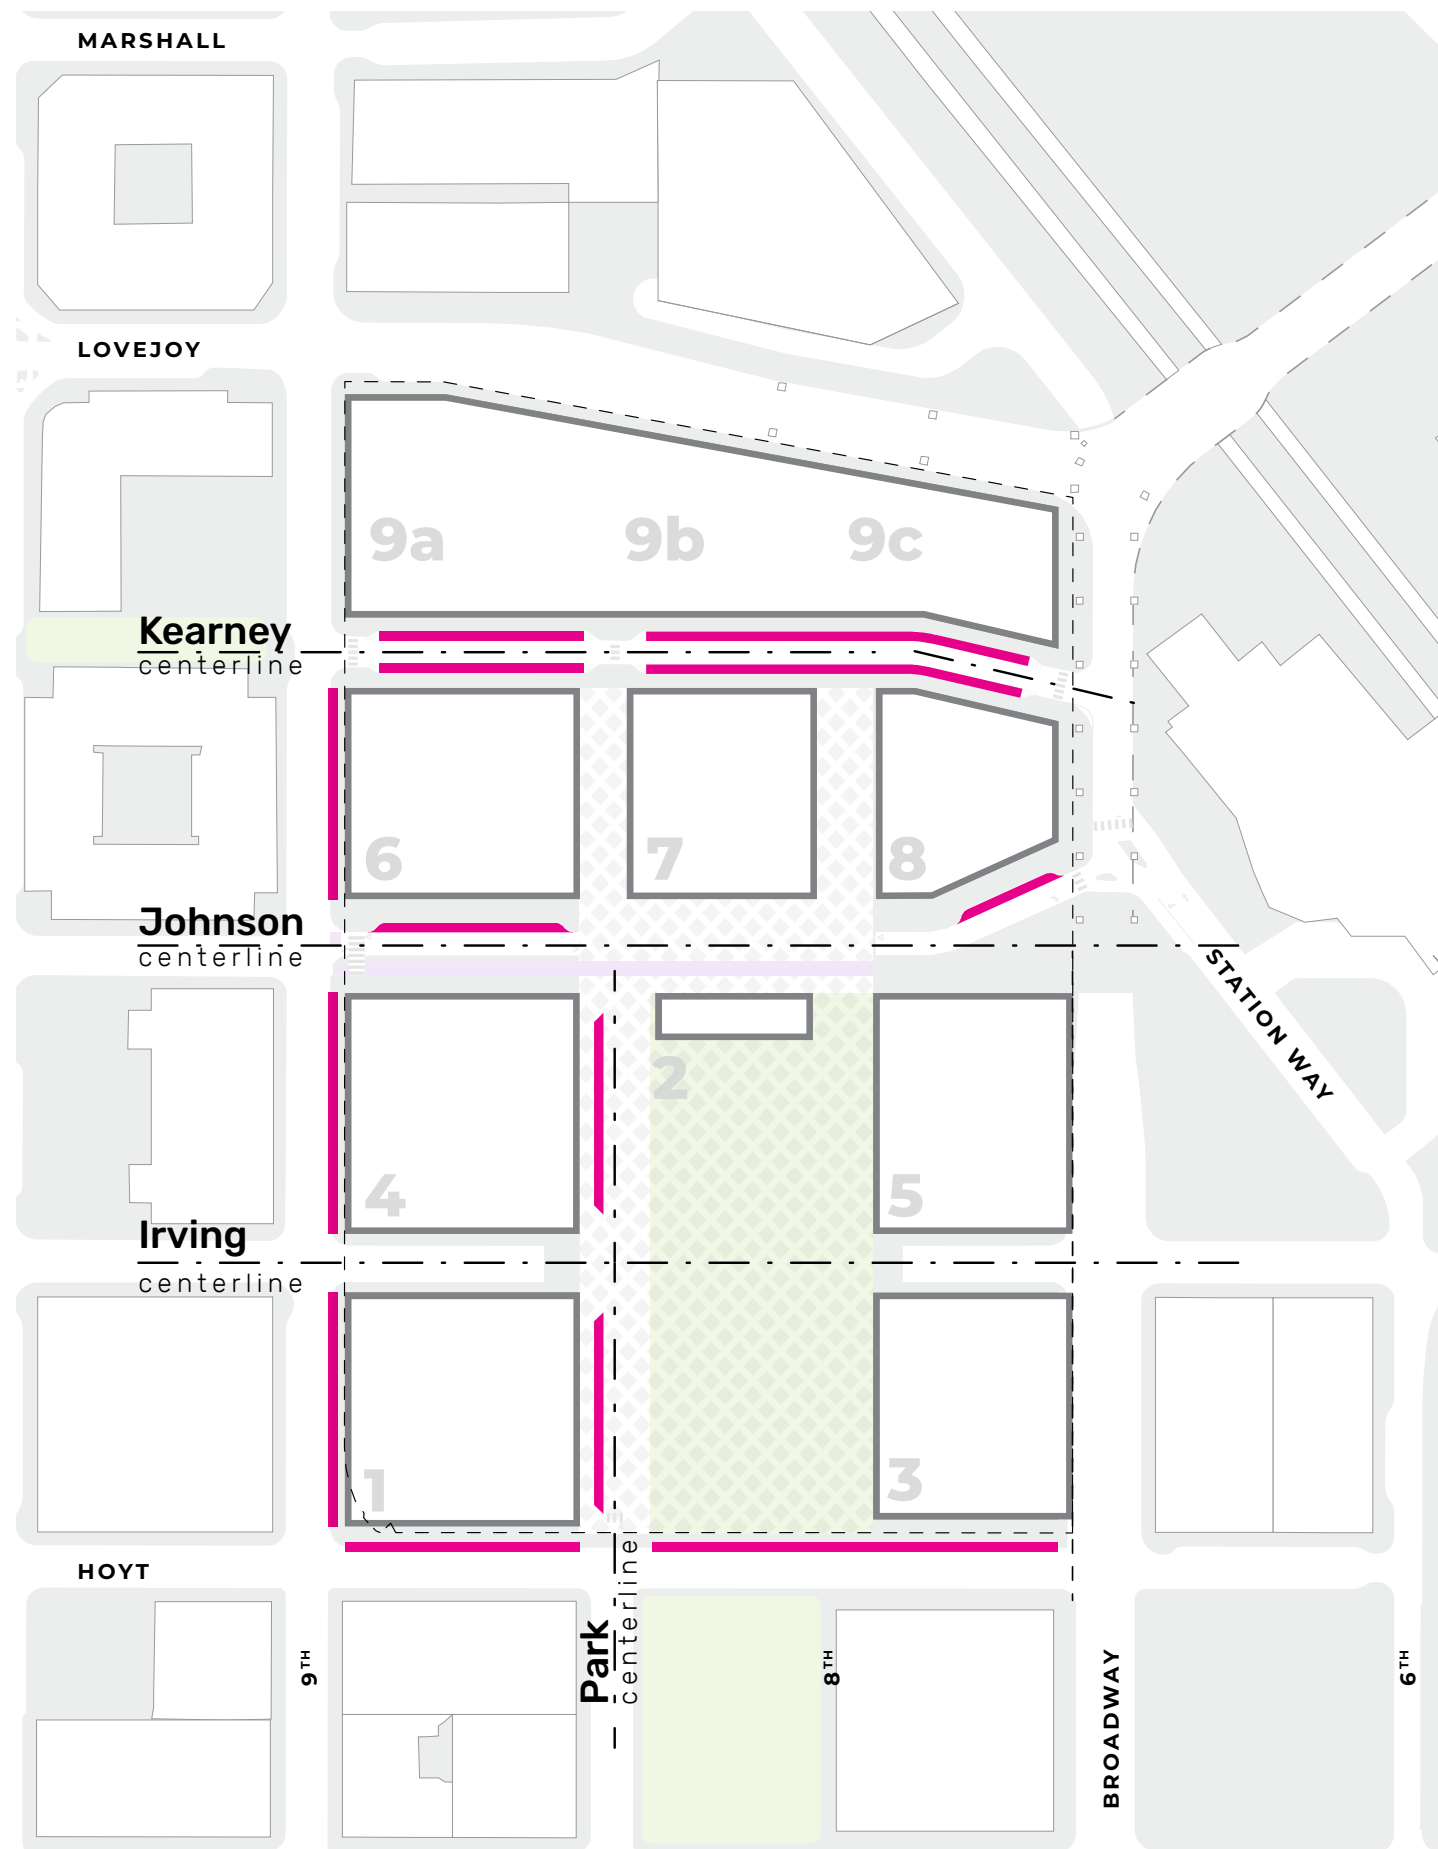 MARSHALL
LOVEJOY
9a
9b
9c
Kearney
centerline
6
7
8
Johnson
centerline
STATION WAY
2
4
5
Irving
centerline
1
3
HOYT
Park
centerline
9TH
8TH
BROADWAY
6TH